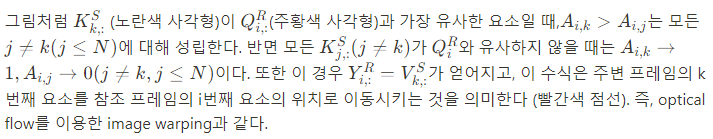 그림처럼 $K^S_{k,:}$ (노란색 사각형)이 $Q^R_{i,:}$(주황색 사각형)과 가장 유사한 요소일 때,$A_{i,k} > A_{i,j}$는 모든
$j \neq k(j \leq N)$에 대해 성립한다. 반면 모든 $K^S_{j,:}(j \neq k)$가 $Q^R_i$와 유사하지 않을 때는 $A_{i,k} \rightarrow$
$1, A_{i,j} \rightarrow 0(j \neq k, j \leq N)$이다. 또한 이 경우 $Y^R_{i,:} = V^S_{k,:}$가 얻어지고, 이 수식은 주변 프레임의 k
번째 요소를 참조 프레임의 i번째 요소의 위치로 이동시키는 것을 의미한다 (빨간색 점선). 즉, optical
flow를 이용한 image warping과 같다.